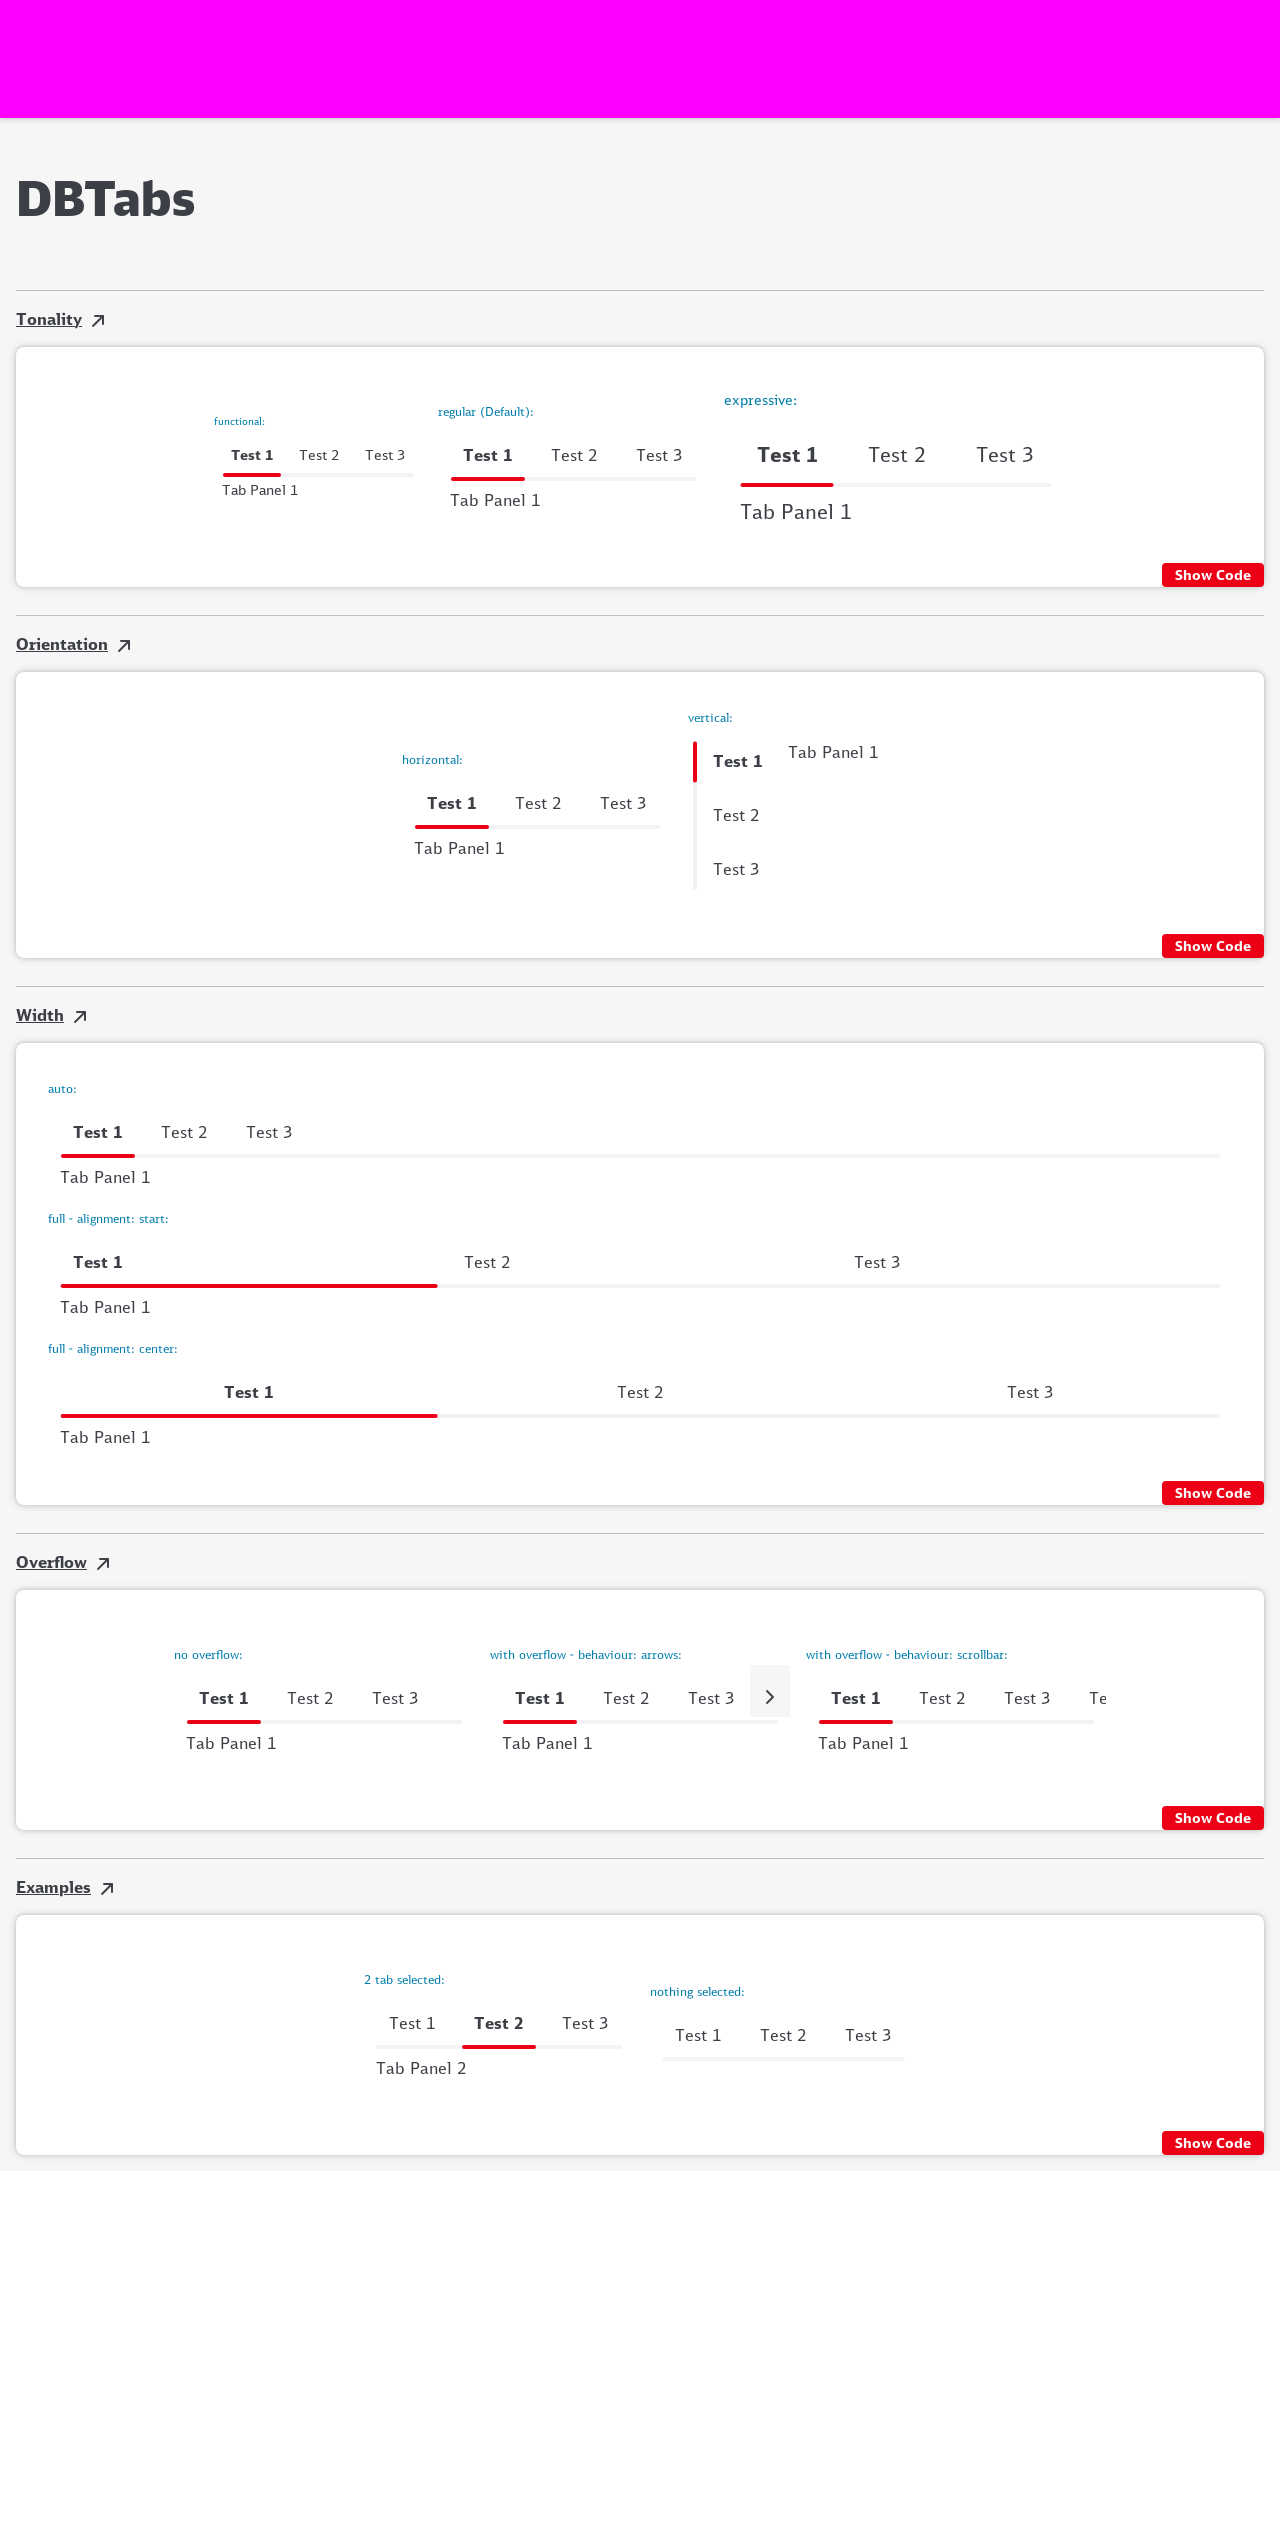 DBTabs
Tonality
functional:
Test 1 Test 2 Test 3
Tab Panel 1
regular (Default):
Test 1 Test 2 Test 3
Tab Panel 1
expressive:
Test 1 Test 2 Test 3
Tab Panel 1
Show Code
Orientation
horizontal:
Test 1 Test 2 Test 3
Tab Panel 1
vertical:
Test 1 Tab Panel 1
Test 2
Test 3
Show Code
Width
auto:
Test 1 Test 2 Test 3
Tab Panel 1
full - alignment: start:
Test 1 Test 2 Test 3
Tab Panel 1
full - alignment: center:
Test 1 Test 2 Test 3
Tab Panel 1
Show Code
Overflow
no overflow:
Test 1 Test 2 Test 3
Tab Panel 1
with overflow - behaviour: arrows:
Test 1 Test 2 Test 3
Tab Panel 1
with overflow - behaviour: scrollbar:
Test 1 Test 2 Test 3 Te
Tab Panel 1
Show Code
Examples
2 tab selected:
Test 1 Test 2 Test 3
Tab Panel 2
nothing selected:
Test 1 Test 2 Test 3
Show Code